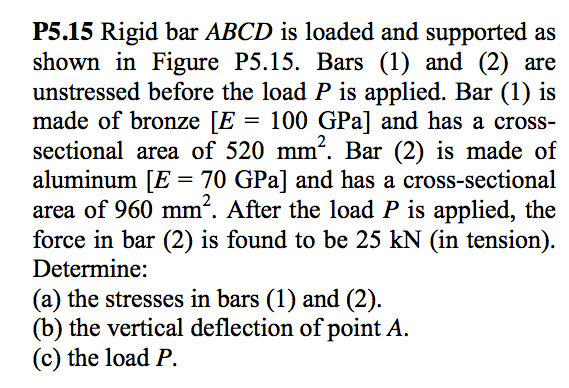 P5.15 Rigid bar ABCD is loaded and supported as
shown in Figure P5.15. Bars (1) and (2) are
unstressed before the load P is applied. Bar (1) is
made of bronze [E = 100 GPa] and has a cross-
sectional area of 520 mm². Bar (2) is made of
aluminum [E = 70 GPa] and has a cross-sectional
area of 960 mm². After the load P is applied, the
force in bar (2) is found to be 25 kN (in tension).
Determine:
(a) the stresses in bars (1) and (2).
(b) the vertical deflection of point A.
(c) the load P.